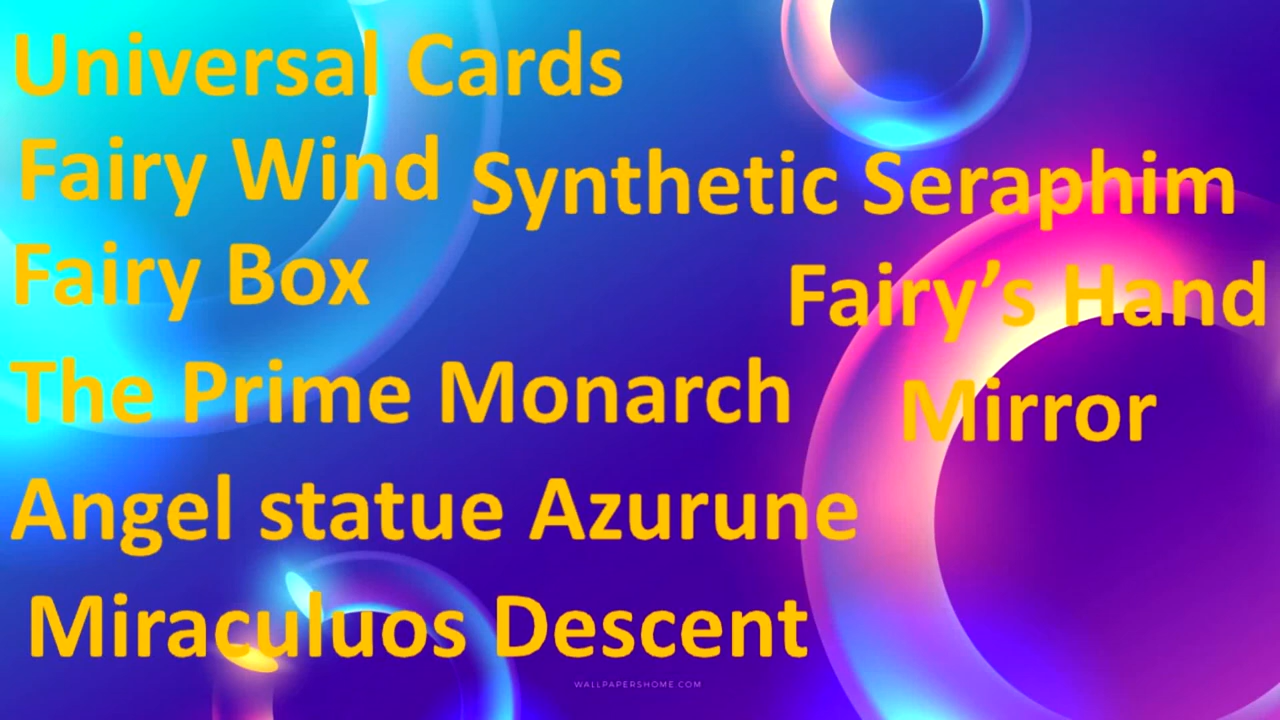 Universal Cards
Fairy Wind
Synthetic Seraphim
Fairy Box
Fairy's Hand
Mirror
The Prime Monarch
Angel statue Azurune
Miraculuos Descent
WALLPAPERSHOME.COM